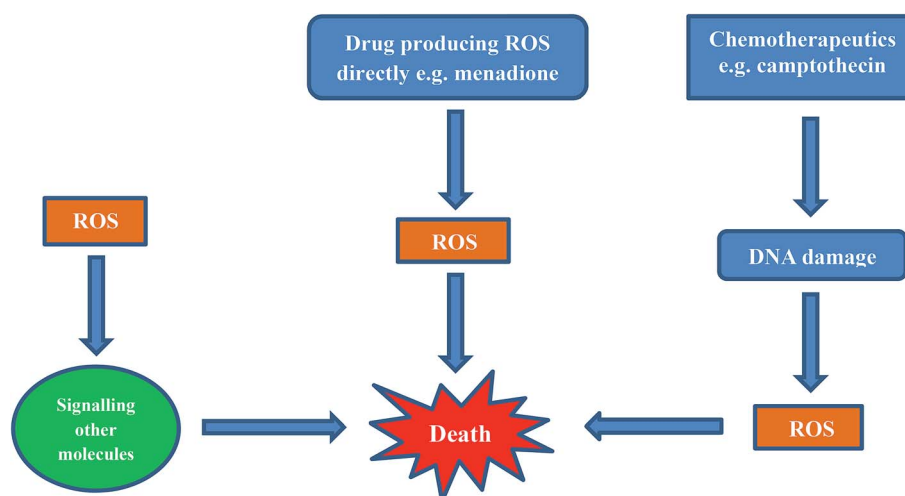 Drug producing ROS
directly e.g. menadione
Chemotherapeutics
e.g. camptothecin
ROS
ROS
DNA damage
Signalling
other
molecules
Death
ROS